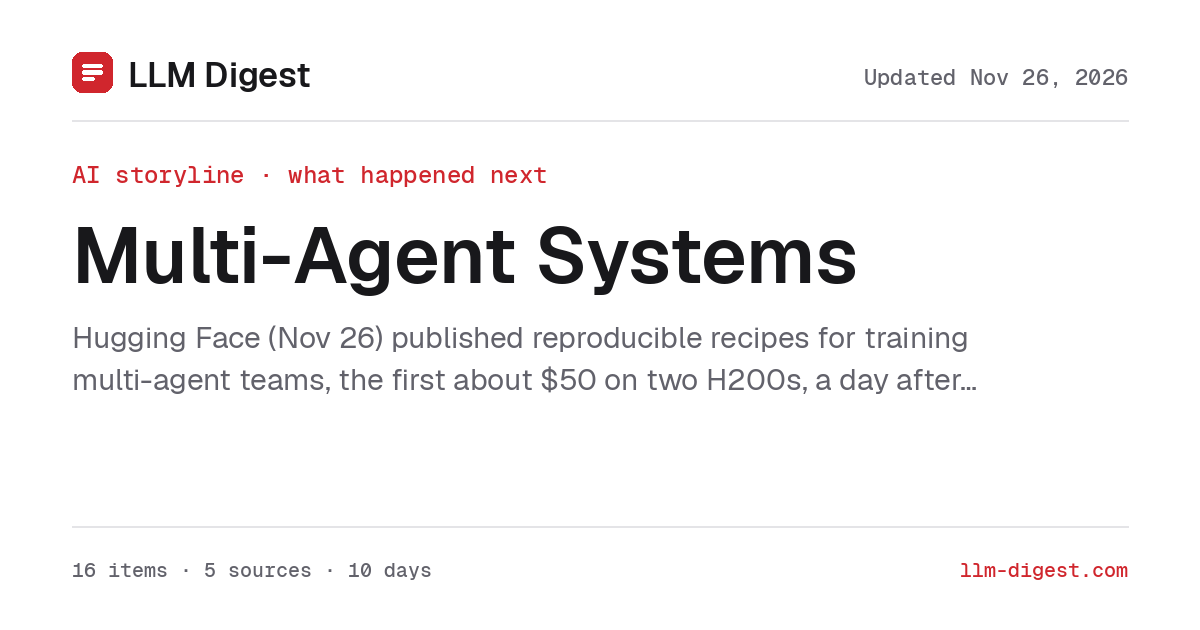 LLM Digest
Updated Nov 26, 2026
AI storyline · what happened next
Multi-Agent Systems
Hugging Face (Nov 26) published reproducible recipes for training
multi-agent teams, the first about $50 on two H200s, a day after…
16 items · 5 sources · 10 days
llm-digest.com